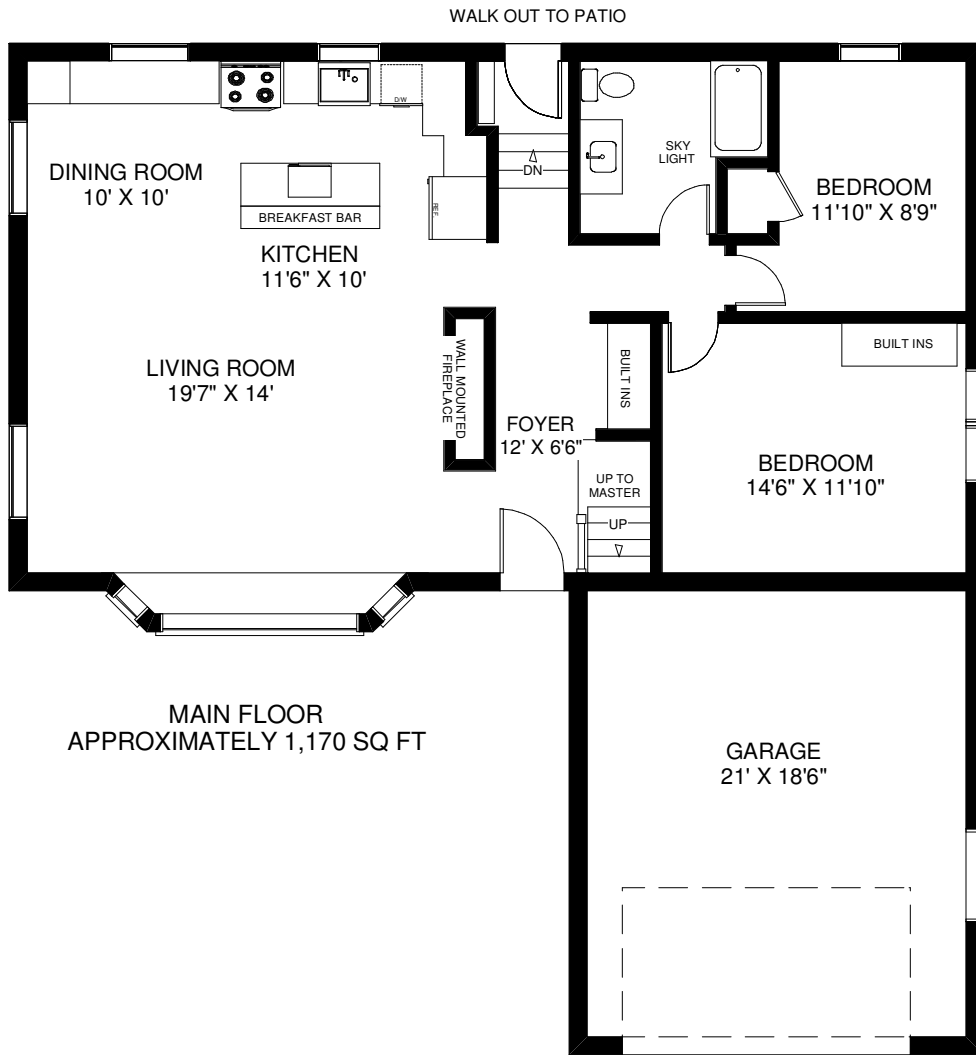 WALK OUT TO PATIO
D/W
DINING ROOM
10' X 10'
BREAKFAST BAR
REF.
KITCHEN
11'6" X 10'
DN
SKY
LIGHT
BEDROOM
11'10" X 8'9"
LIVING ROOM
19'7" X 14'
WALL MOUNTED
FIREPLACE
FOYER
12' X 6'6"
BUILT INS
BUILT INS
UP TO
MASTER
UP
BEDROOM
14'6" X 11'10"
MAIN FLOOR
APPROXIMATELY 1,170 SQ FT
GARAGE
21' X 18'6"